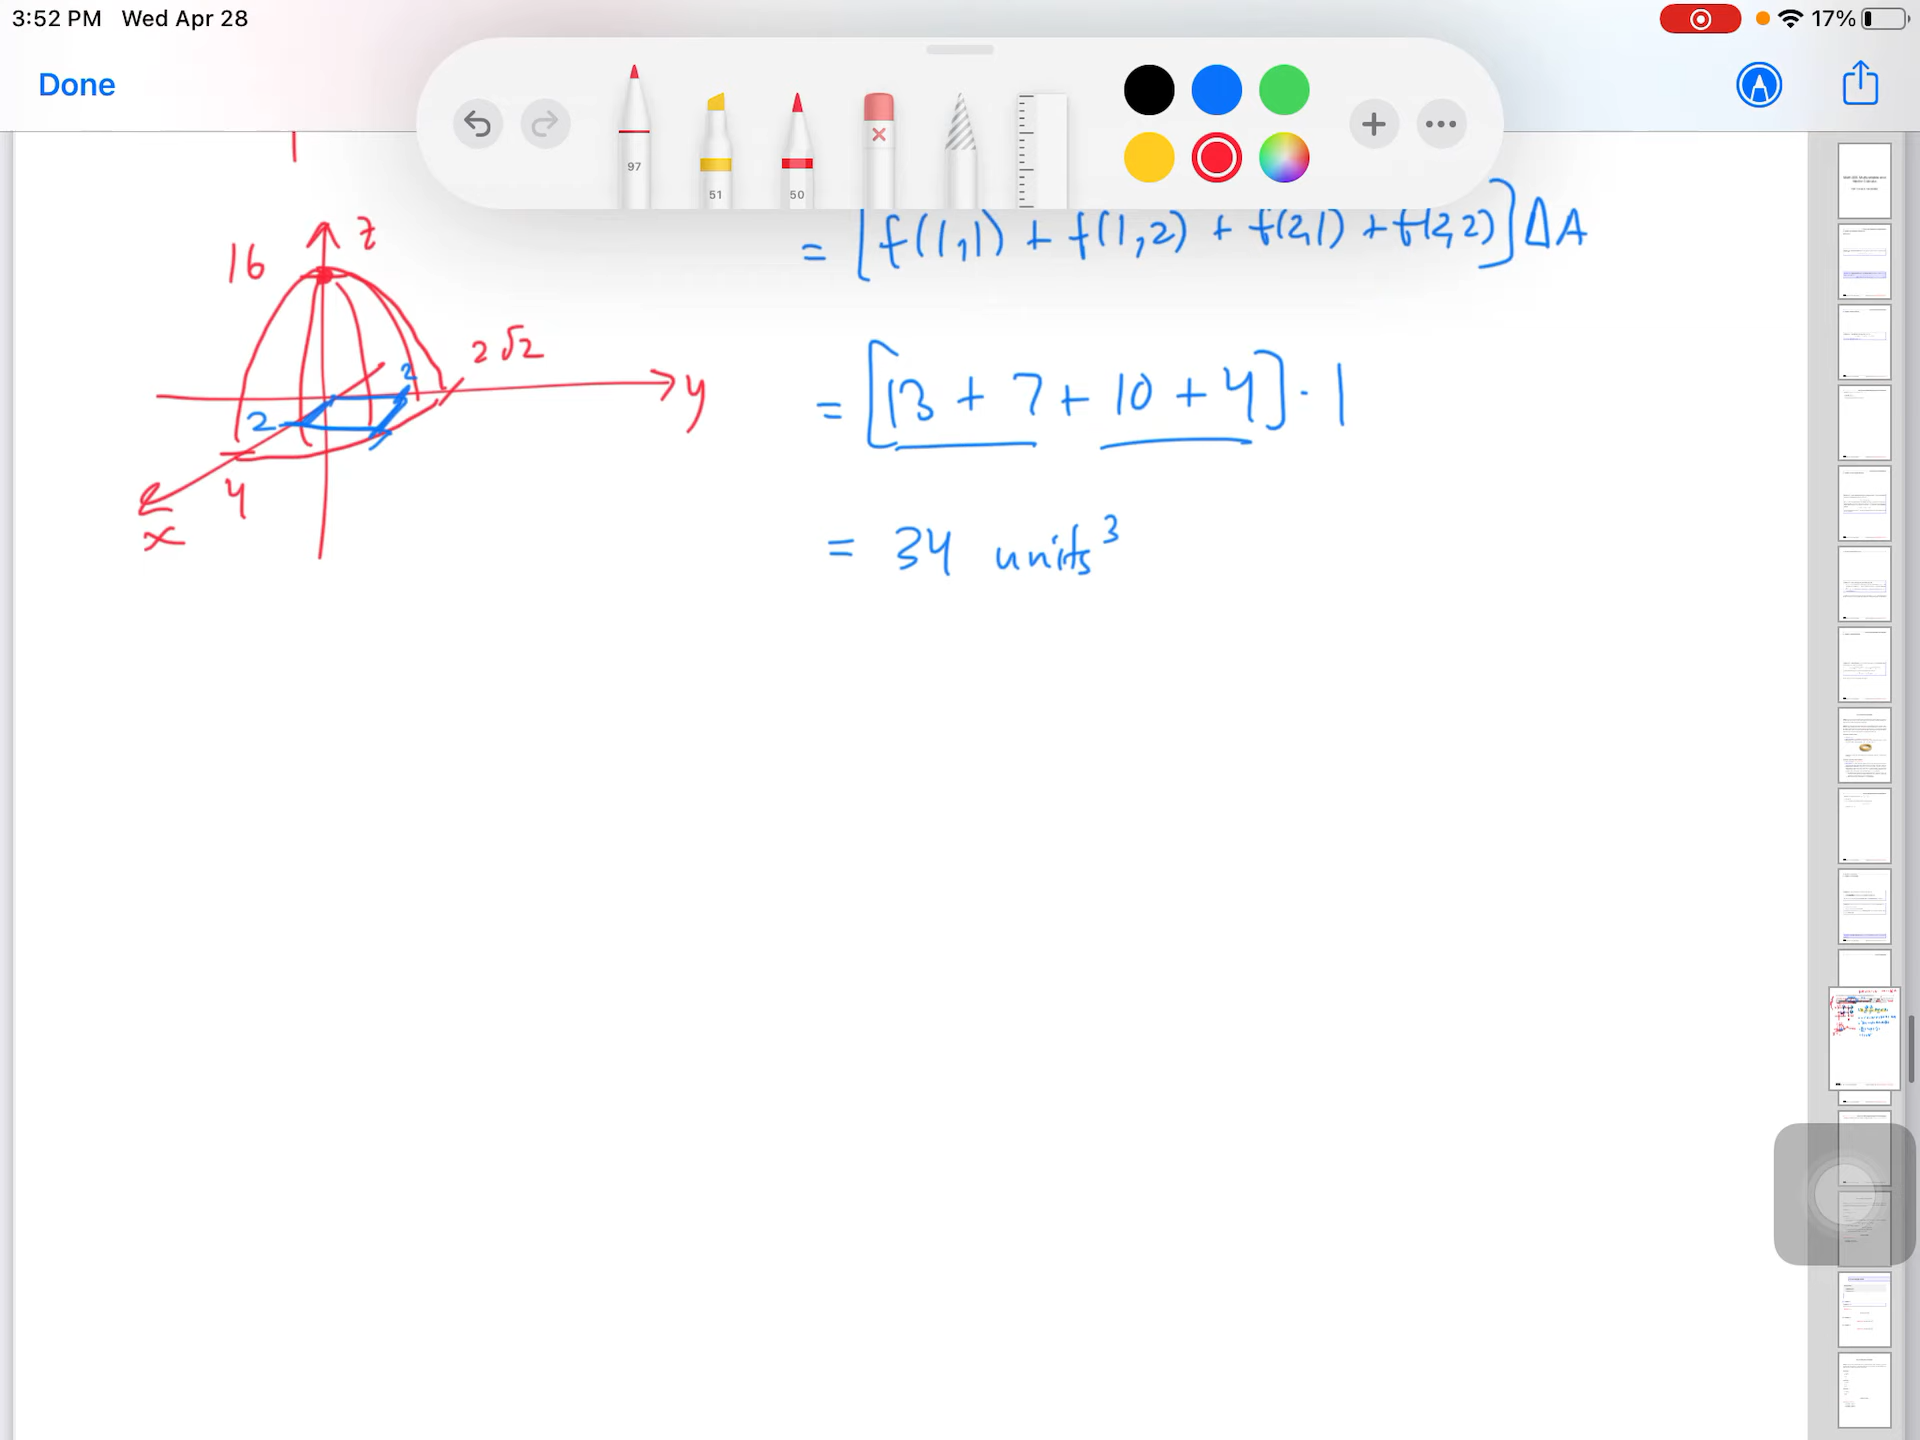 3:52 PM Wed Apr 28
17%
Done
97
51
50
= [f(1,1) + f(1,2) + f(2,1) + f(2,2)] ΔA
z
16
2√2
2
y
2
4
x
= [13 + 7 + 10 + 4] · 1
= 34 units³